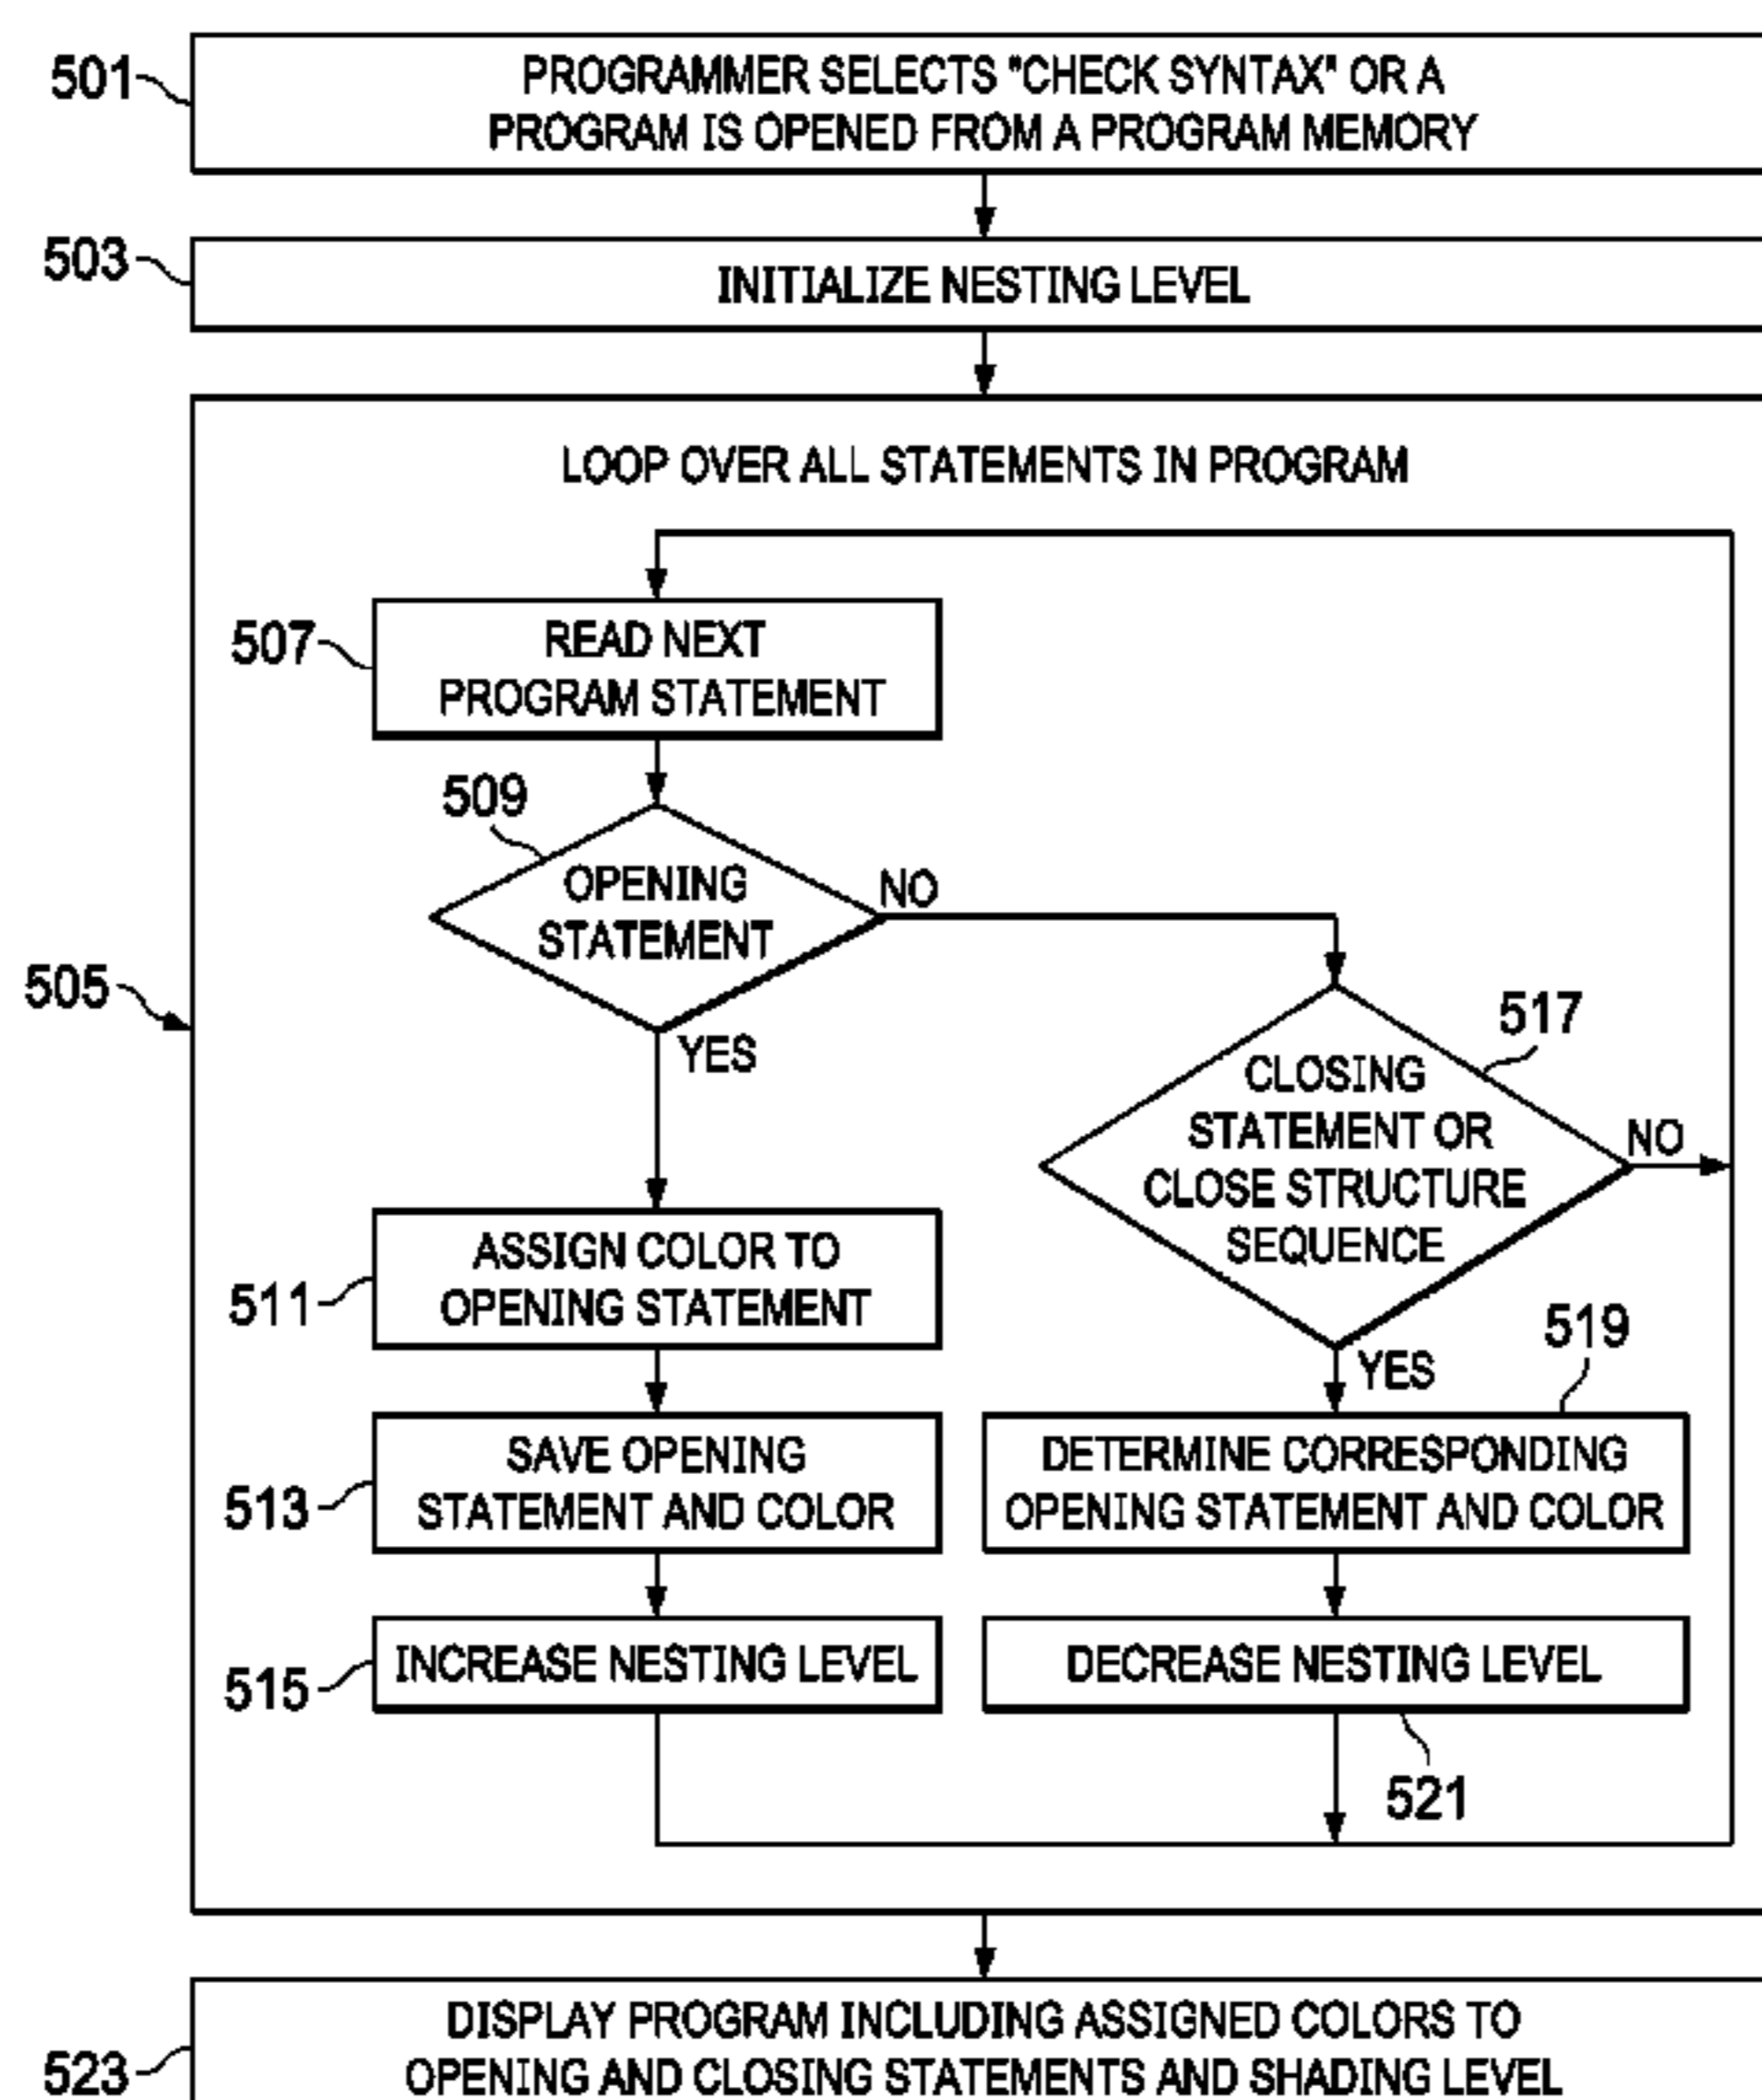 501
PROGRAMMER SELECTS "CHECK SYNTAX" OR A
PROGRAM IS OPENED FROM A PROGRAM MEMORY
503
INITIALIZE NESTING LEVEL
LOOP OVER ALL STATEMENTS IN PROGRAM
507
READ NEXT
PROGRAM STATEMENT
509
OPENING
STATEMENT
NO
YES
505
517
CLOSING
STATEMENT OR
CLOSE STRUCTURE
SEQUENCE
NO
YES
511
ASSIGN COLOR TO
OPENING STATEMENT
519
513
SAVE OPENING
STATEMENT AND COLOR
DETERMINE CORRESPONDING
OPENING STATEMENT AND COLOR
515
INCREASE NESTING LEVEL
DECREASE NESTING LEVEL
521
523
DISPLAY PROGRAM INCLUDING ASSIGNED COLORS TO
OPENING AND CLOSING STATEMENTS AND SHADING LEVEL